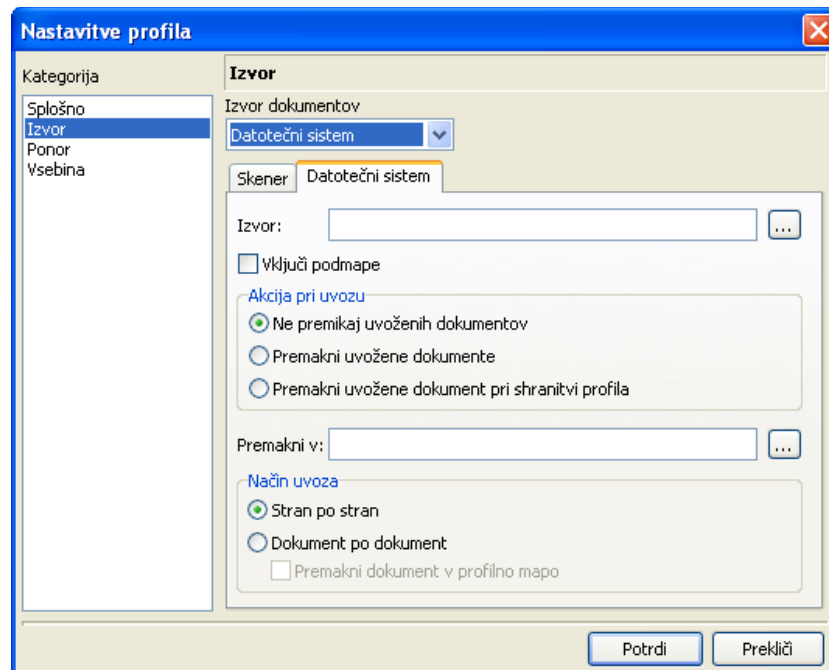 Nastavitve profila
Kategorija
Splošno
Izvor
Ponor
Vsebina
Izvor
Izvor dokumentov
Datotečni sistem
Skener
Datotečni sistem
Izvor:
...
Vključi podmape
Akcija pri uvozu
Ne premikaj uvoženih dokumentov
Premakni uvožene dokumente
Premakni uvožene dokument pri shranitvi profila
Premakni v:
...
Način uvoza
Stran po stran
Dokument po dokument
Premakni dokument v profilno mapo
Potrdi
Prekliči